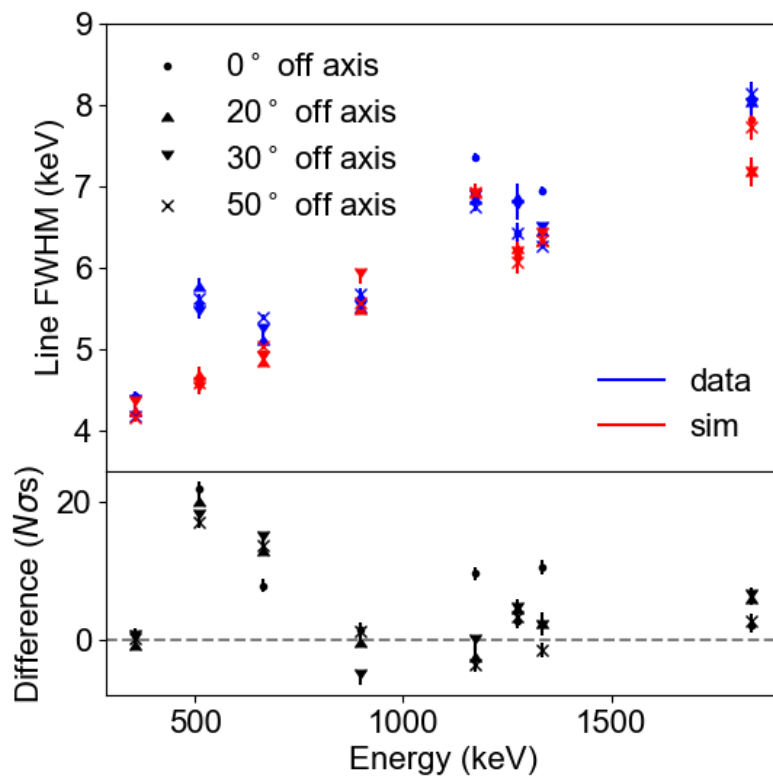 9
8
7
6
5
4
Line FWHM (keV)
0° off axis
20° off axis
30° off axis
50° off axis
data
sim
20
0
Difference (Nσs)
500
1000
1500
Energy (keV)